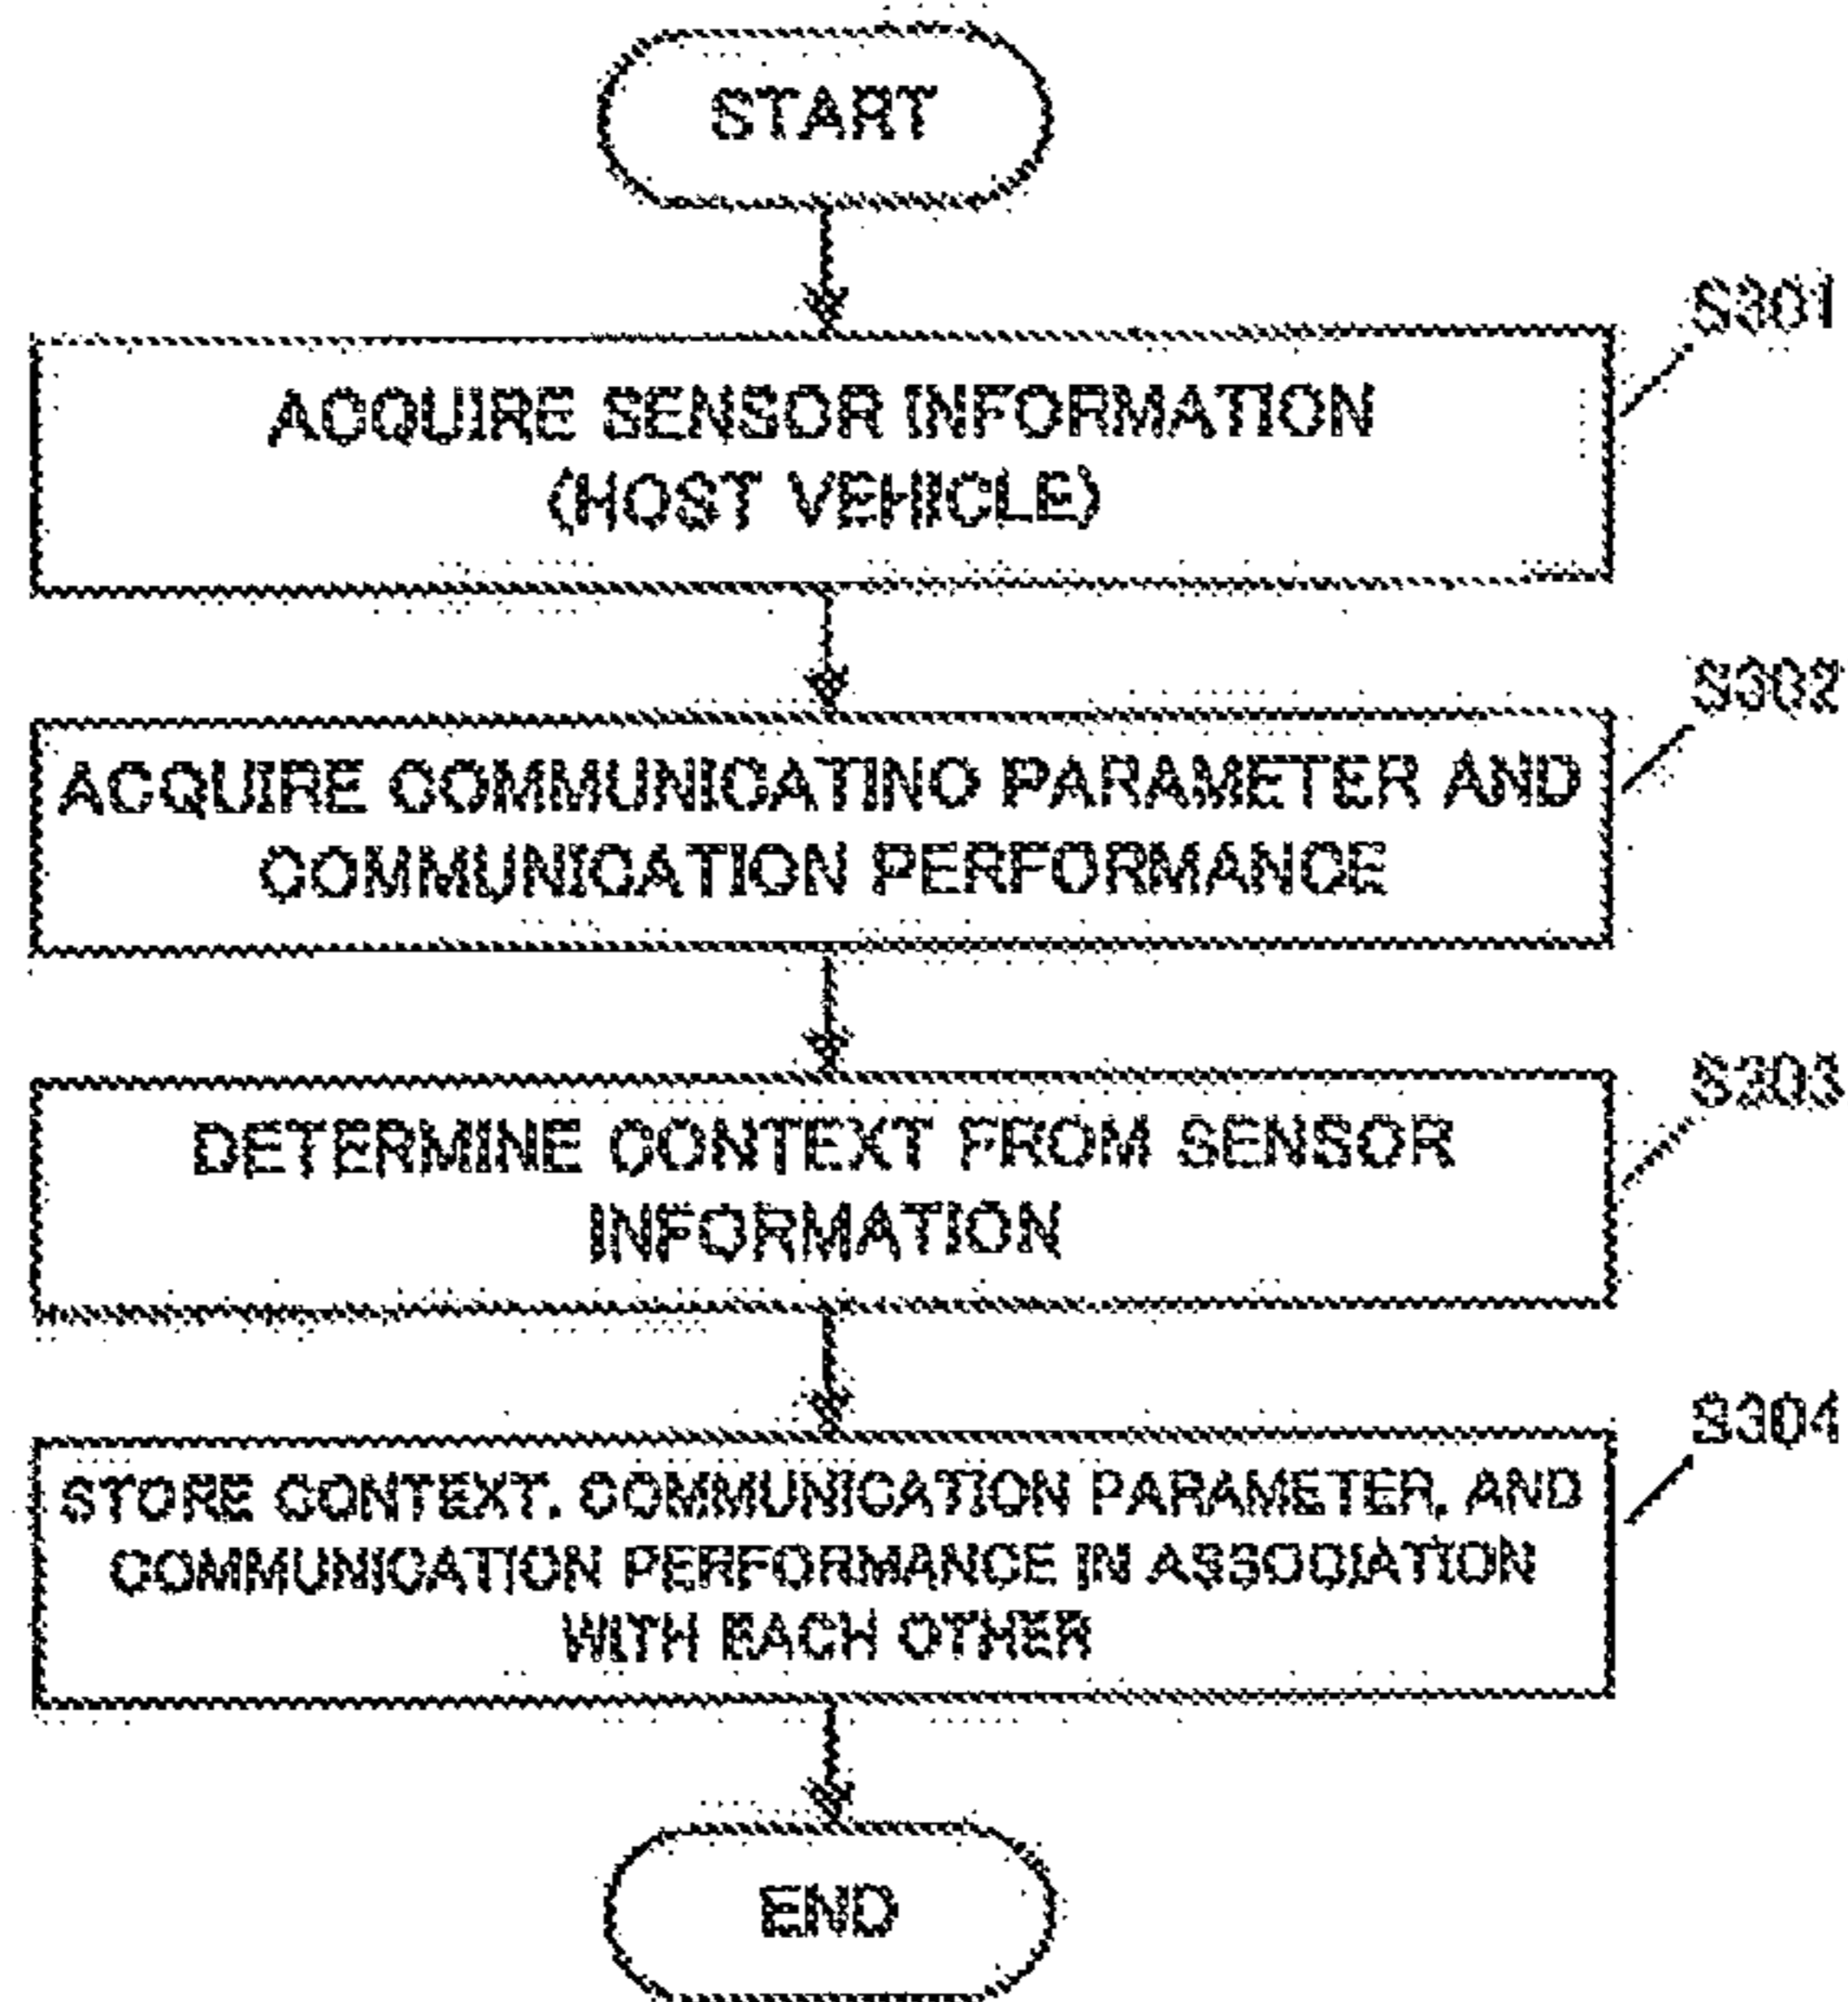 START
S301
ACQUIRE SENSOR INFORMATION
(HOST VEHICLE)
S302
ACQUIRE COMMUNICATING PARAMETER AND
COMMUNICATION PERFORMANCE
S303
DETERMINE CONTEXT FROM SENSOR
INFORMATION
S304
STORE CONTEXT, COMMUNICATION PARAMETER, AND
COMMUNICATION PERFORMANCE IN ASSOCIATION
WITH EACH OTHER
END